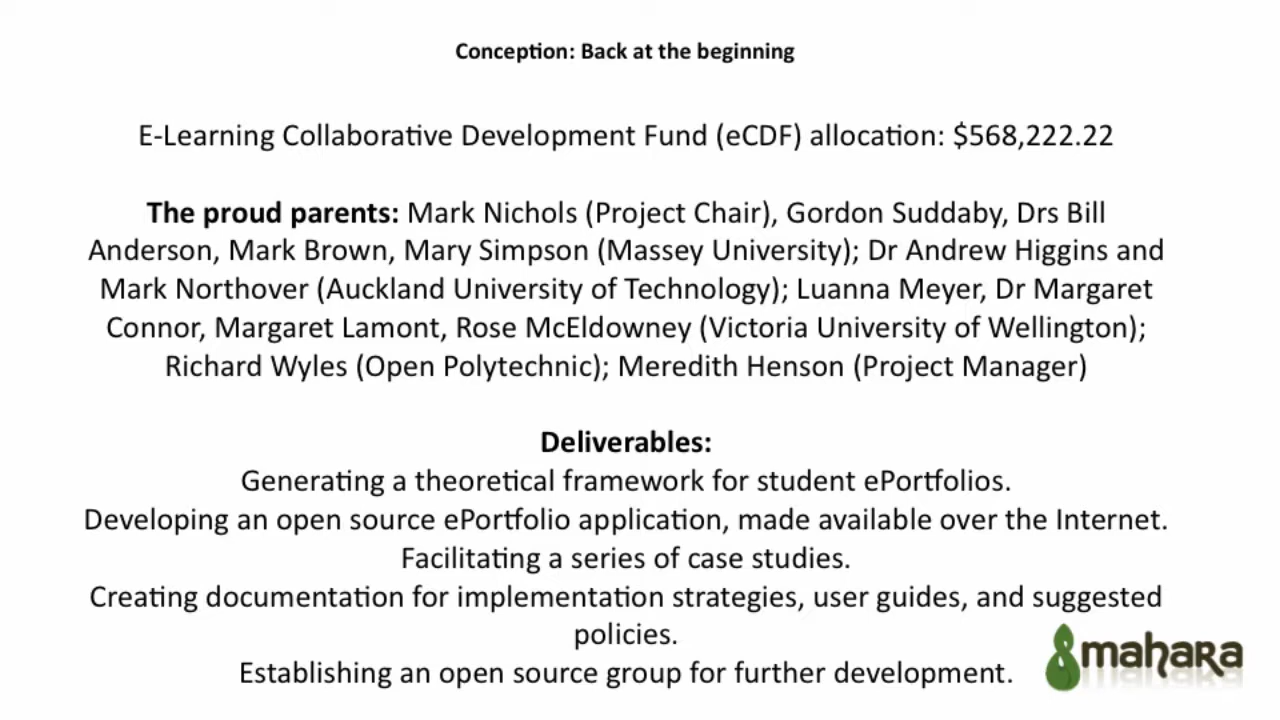 Conception: Back at the beginning
E-Learning Collaborative Development Fund (eCDF) allocation: $568,222.22
The proud parents: Mark Nichols (Project Chair), Gordon Suddaby, Drs Bill
Anderson, Mark Brown, Mary Simpson (Massey University); Dr Andrew Higgins and
Mark Northover (Auckland University of Technology); Luanna Meyer, Dr Margaret
Connor, Margaret Lamont, Rose McEldowney (Victoria University of Wellington);
Richard Wyles (Open Polytechnic); Meredith Henson (Project Manager)
Deliverables:
Generating a theoretical framework for student ePortfolios.
Developing an open source ePortfolio application, made available over the Internet.
Facilitating a series of case studies.
Creating documentation for implementation strategies, user guides, and suggested
policies.
Establishing an open source group for further development.
mahara